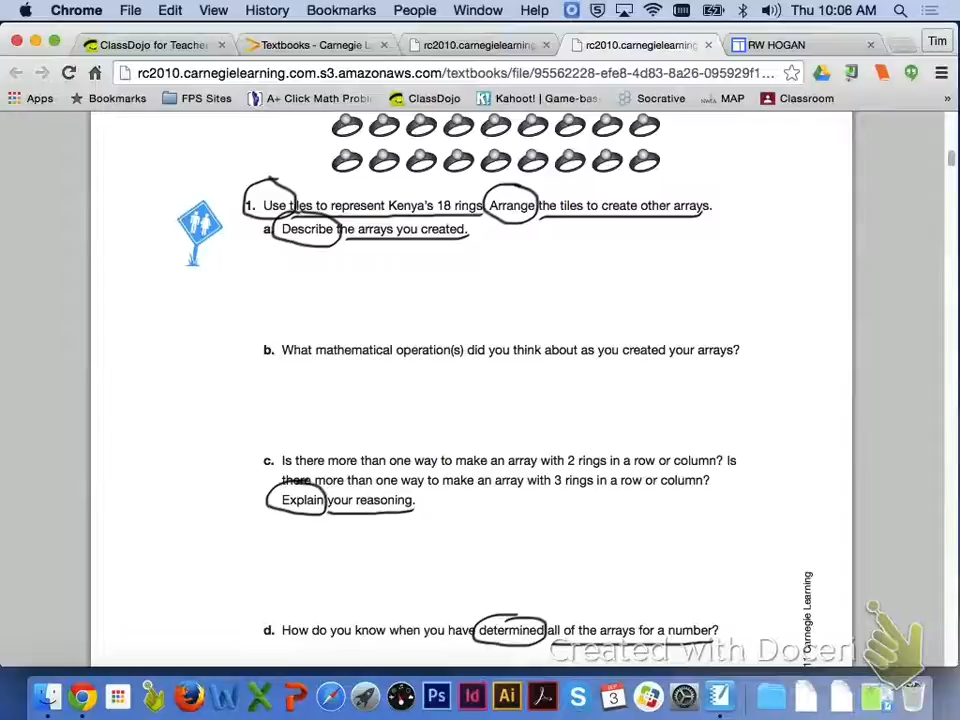 Chrome File Edit View History Bookmarks People Window Help Thu 10:06 AM
ClassDojo for Teache
Textbooks - Carnegie L
rc2010.carnegielearning
rc2010.carnegielearning
RW HOGAN
Tim
rc2010.carnegielearning.com.s3.amazonaws.com/textbooks/file/95562228-efe8-4d83-8a26-095929f1...
Apps Bookmarks FPS Sites A+ Click Math Probl ClassDojo Kahoot! | Game-bas Socrative MAP Classroom »
1. Use tiles to represent Kenya's 18 rings. Arrange the tiles to create other arrays.
a. Describe the arrays you created.
b. What mathematical operation(s) did you think about as you created your arrays?
c. Is there more than one way to make an array with 2 rings in a row or column? Is
there more than one way to make an array with 3 rings in a row or column?
Explain your reasoning.
d. How do you know when you have determined all of the arrays for a number?
Carnegie Learning
Created with Doceri
Ps Id Ai
SEP 3